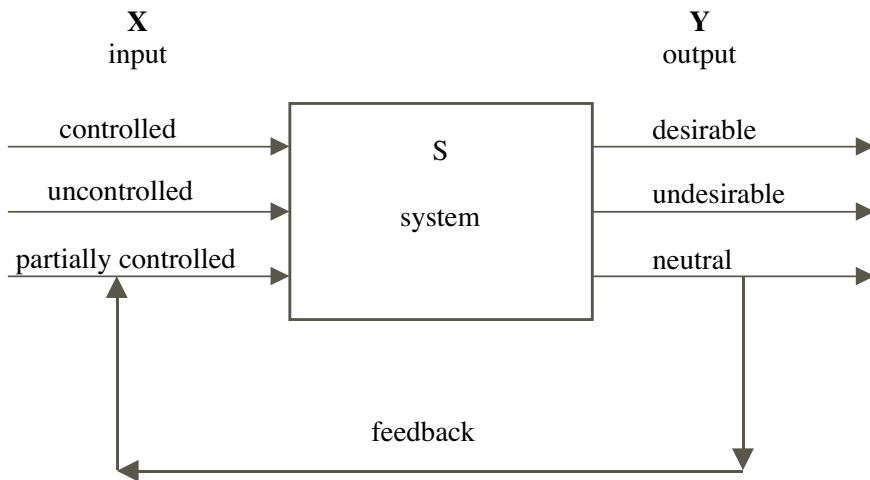 X
input
Y
output
controlled
uncontrolled
partially controlled
S
system
desirable
undesirable
neutral
feedback